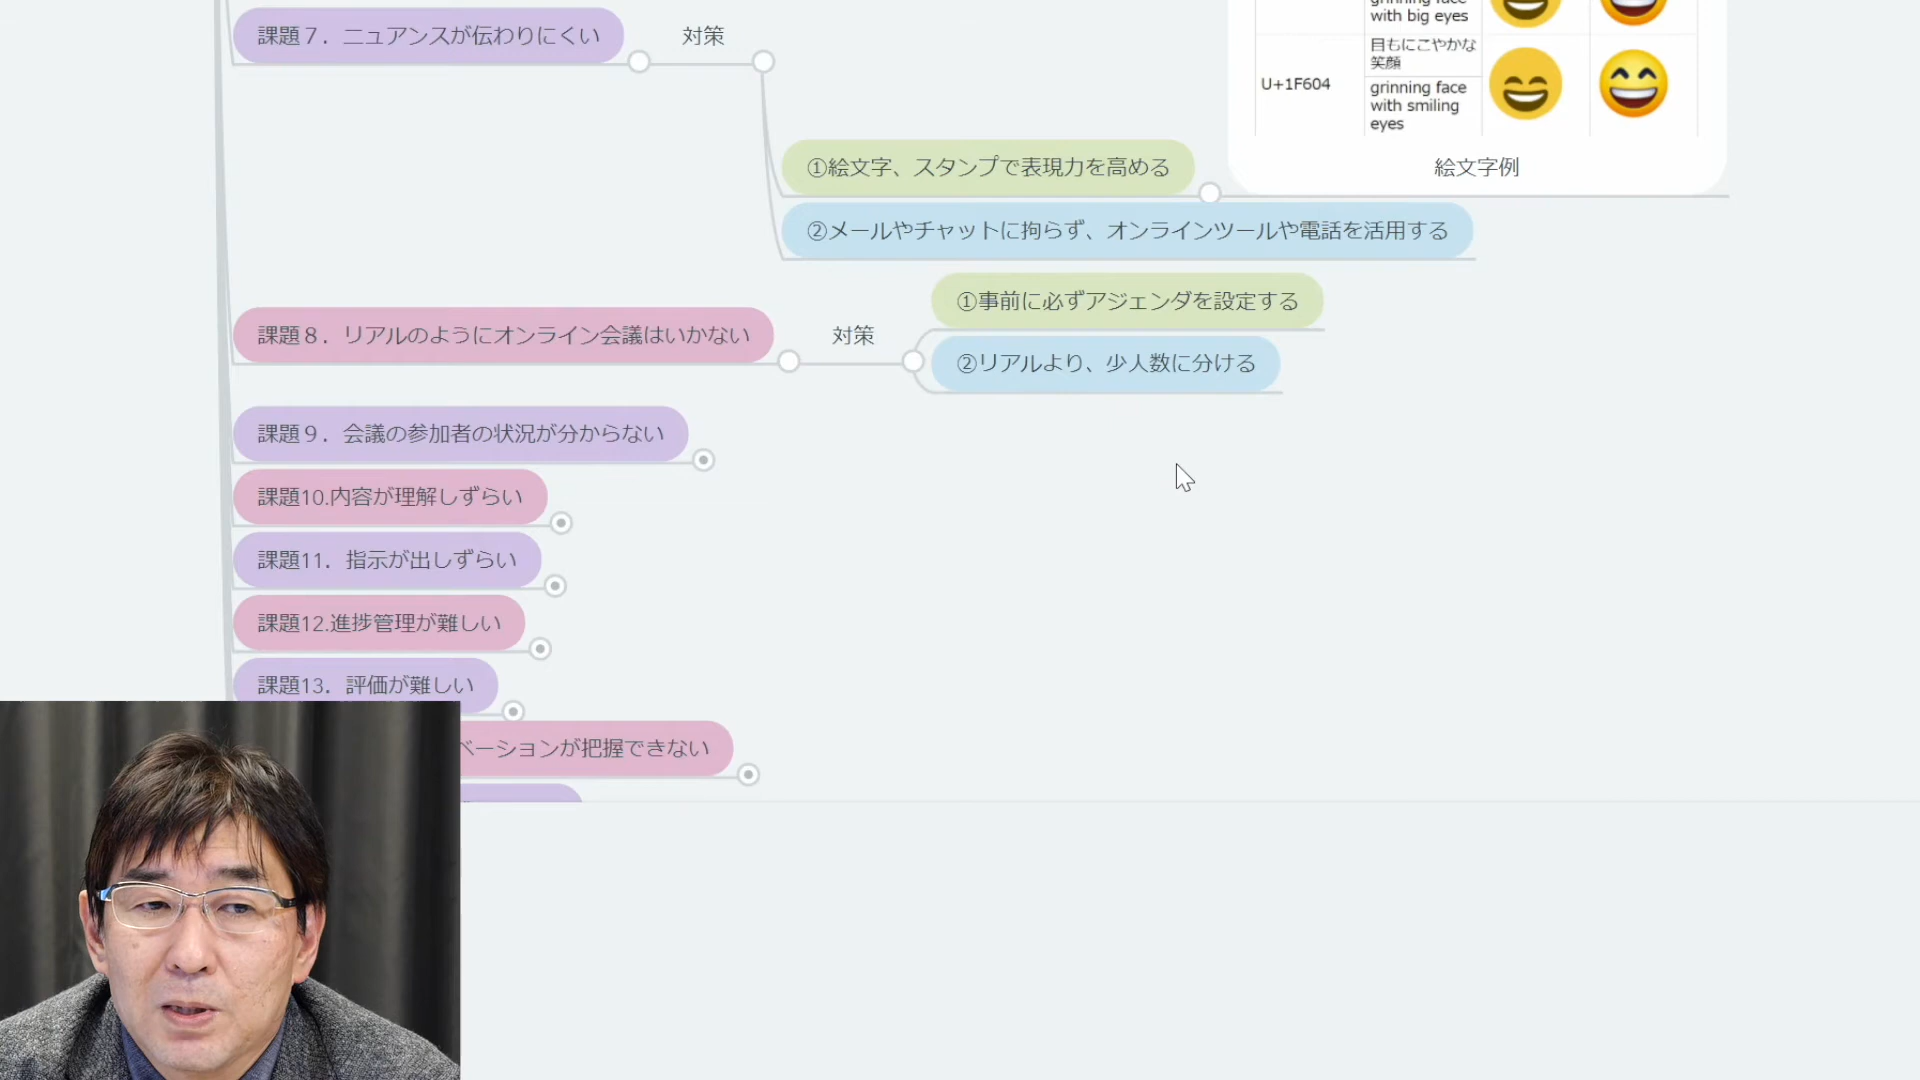 grinning face
with big eyes
課題７．ニュアンスが伝わりにくい
対策
目もにこやかな
笑顔
U+1F604
grinning face
with smiling
eyes
①絵文字、スタンプで表現力を高める
絵文字例
②メールやチャットに拘らず、オンラインツールや電話を活用する
①事前に必ずアジェンダを設定する
課題８．リアルのようにオンライン会議はいかない
対策
②リアルより、少人数に分ける
課題９．会議の参加者の状況が分からない
課題10.内容が理解しずらい
課題11．指示が出しずらい
課題12.進捗管理が難しい
課題13．評価が難しい
ベーションが把握できない